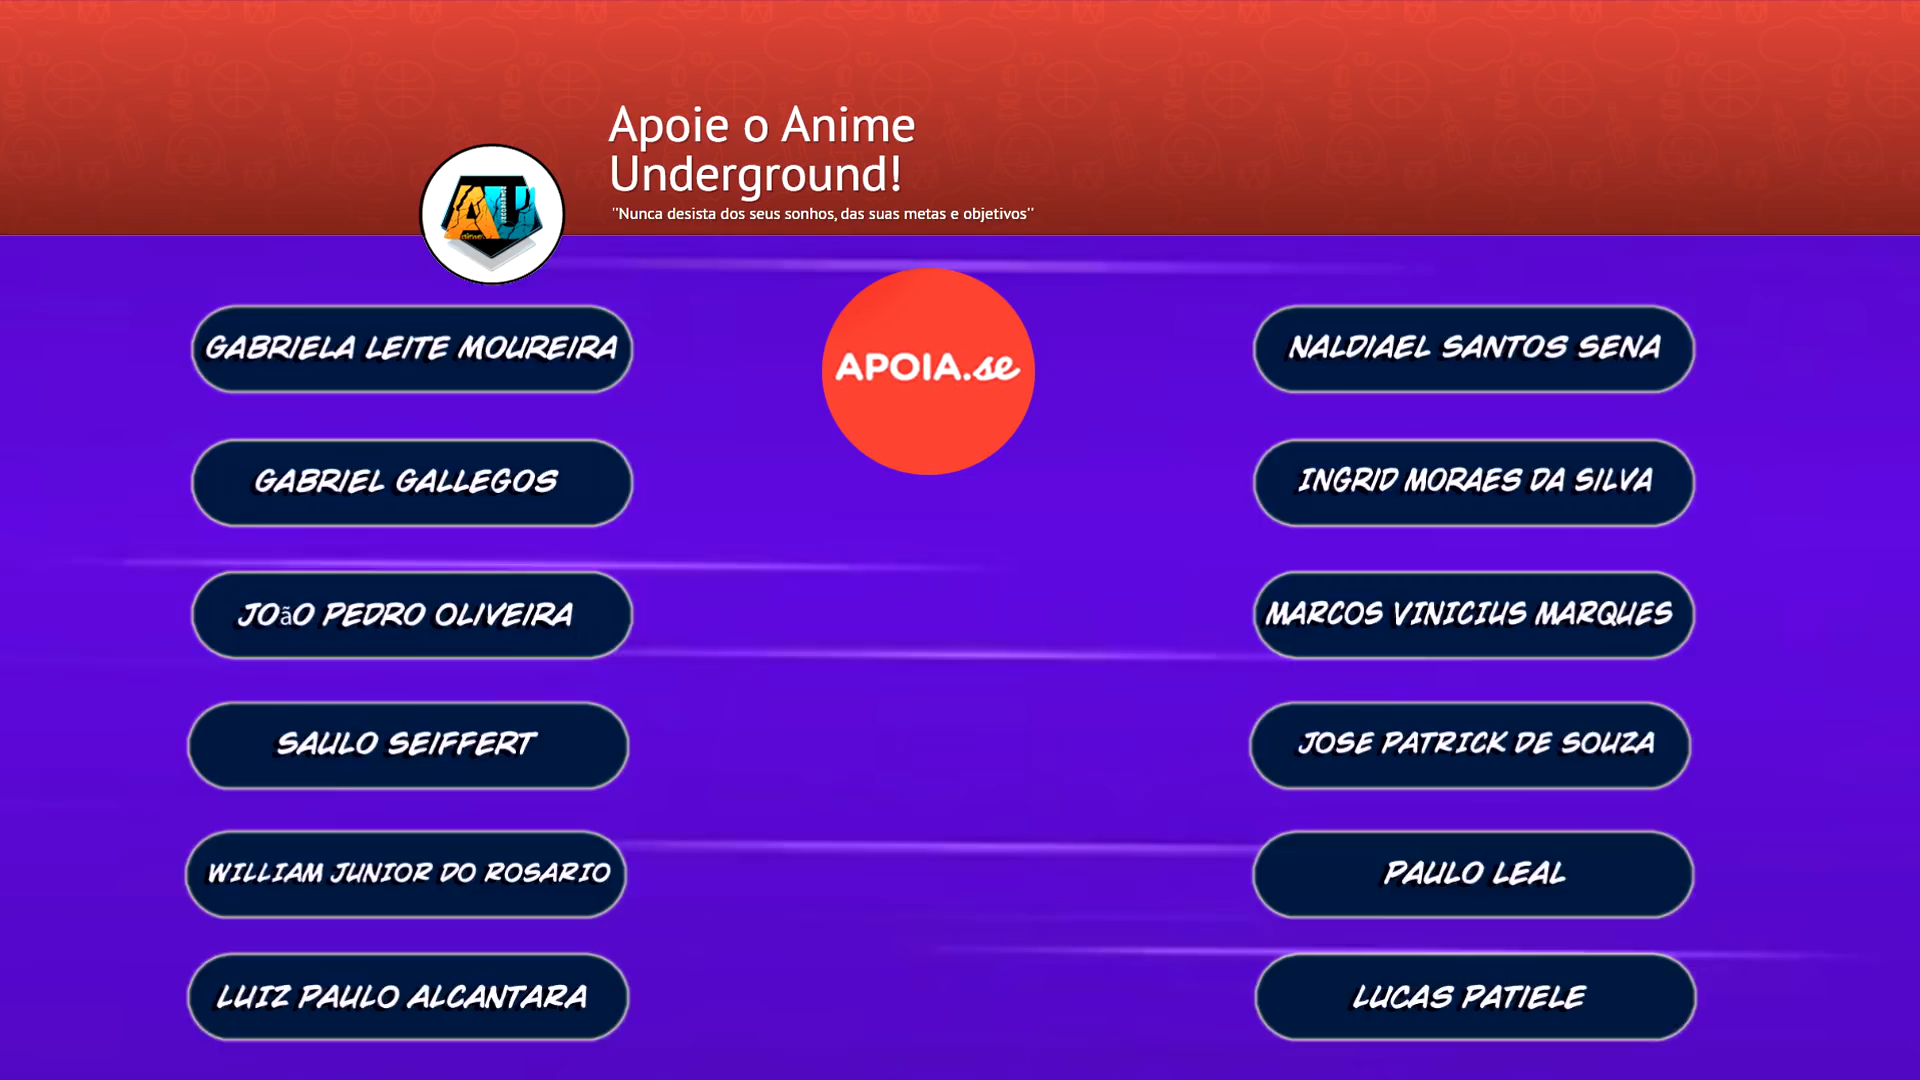 Apoie o Anime
Underground!
"Nunca desista dos seus sonhos, das suas metas e objetivos"
AU
APOIA.se
GABRIELA LEITE MOUREIRA
GABRIEL GALLEGOS
JOãO PEDRO OLIVEIRA
SAULO SEIFFERT
WILLIAM JUNIOR DO ROSARIO
LUIZ PAULO ALCANTARA
NALDIAEL SANTOS SENA
INGRID MORAES DA SILVA
MARCOS VINICIUS MARQUES
JOSE PATRICK DE SOUZA
PAULO LEAL
LUCAS PATIELE